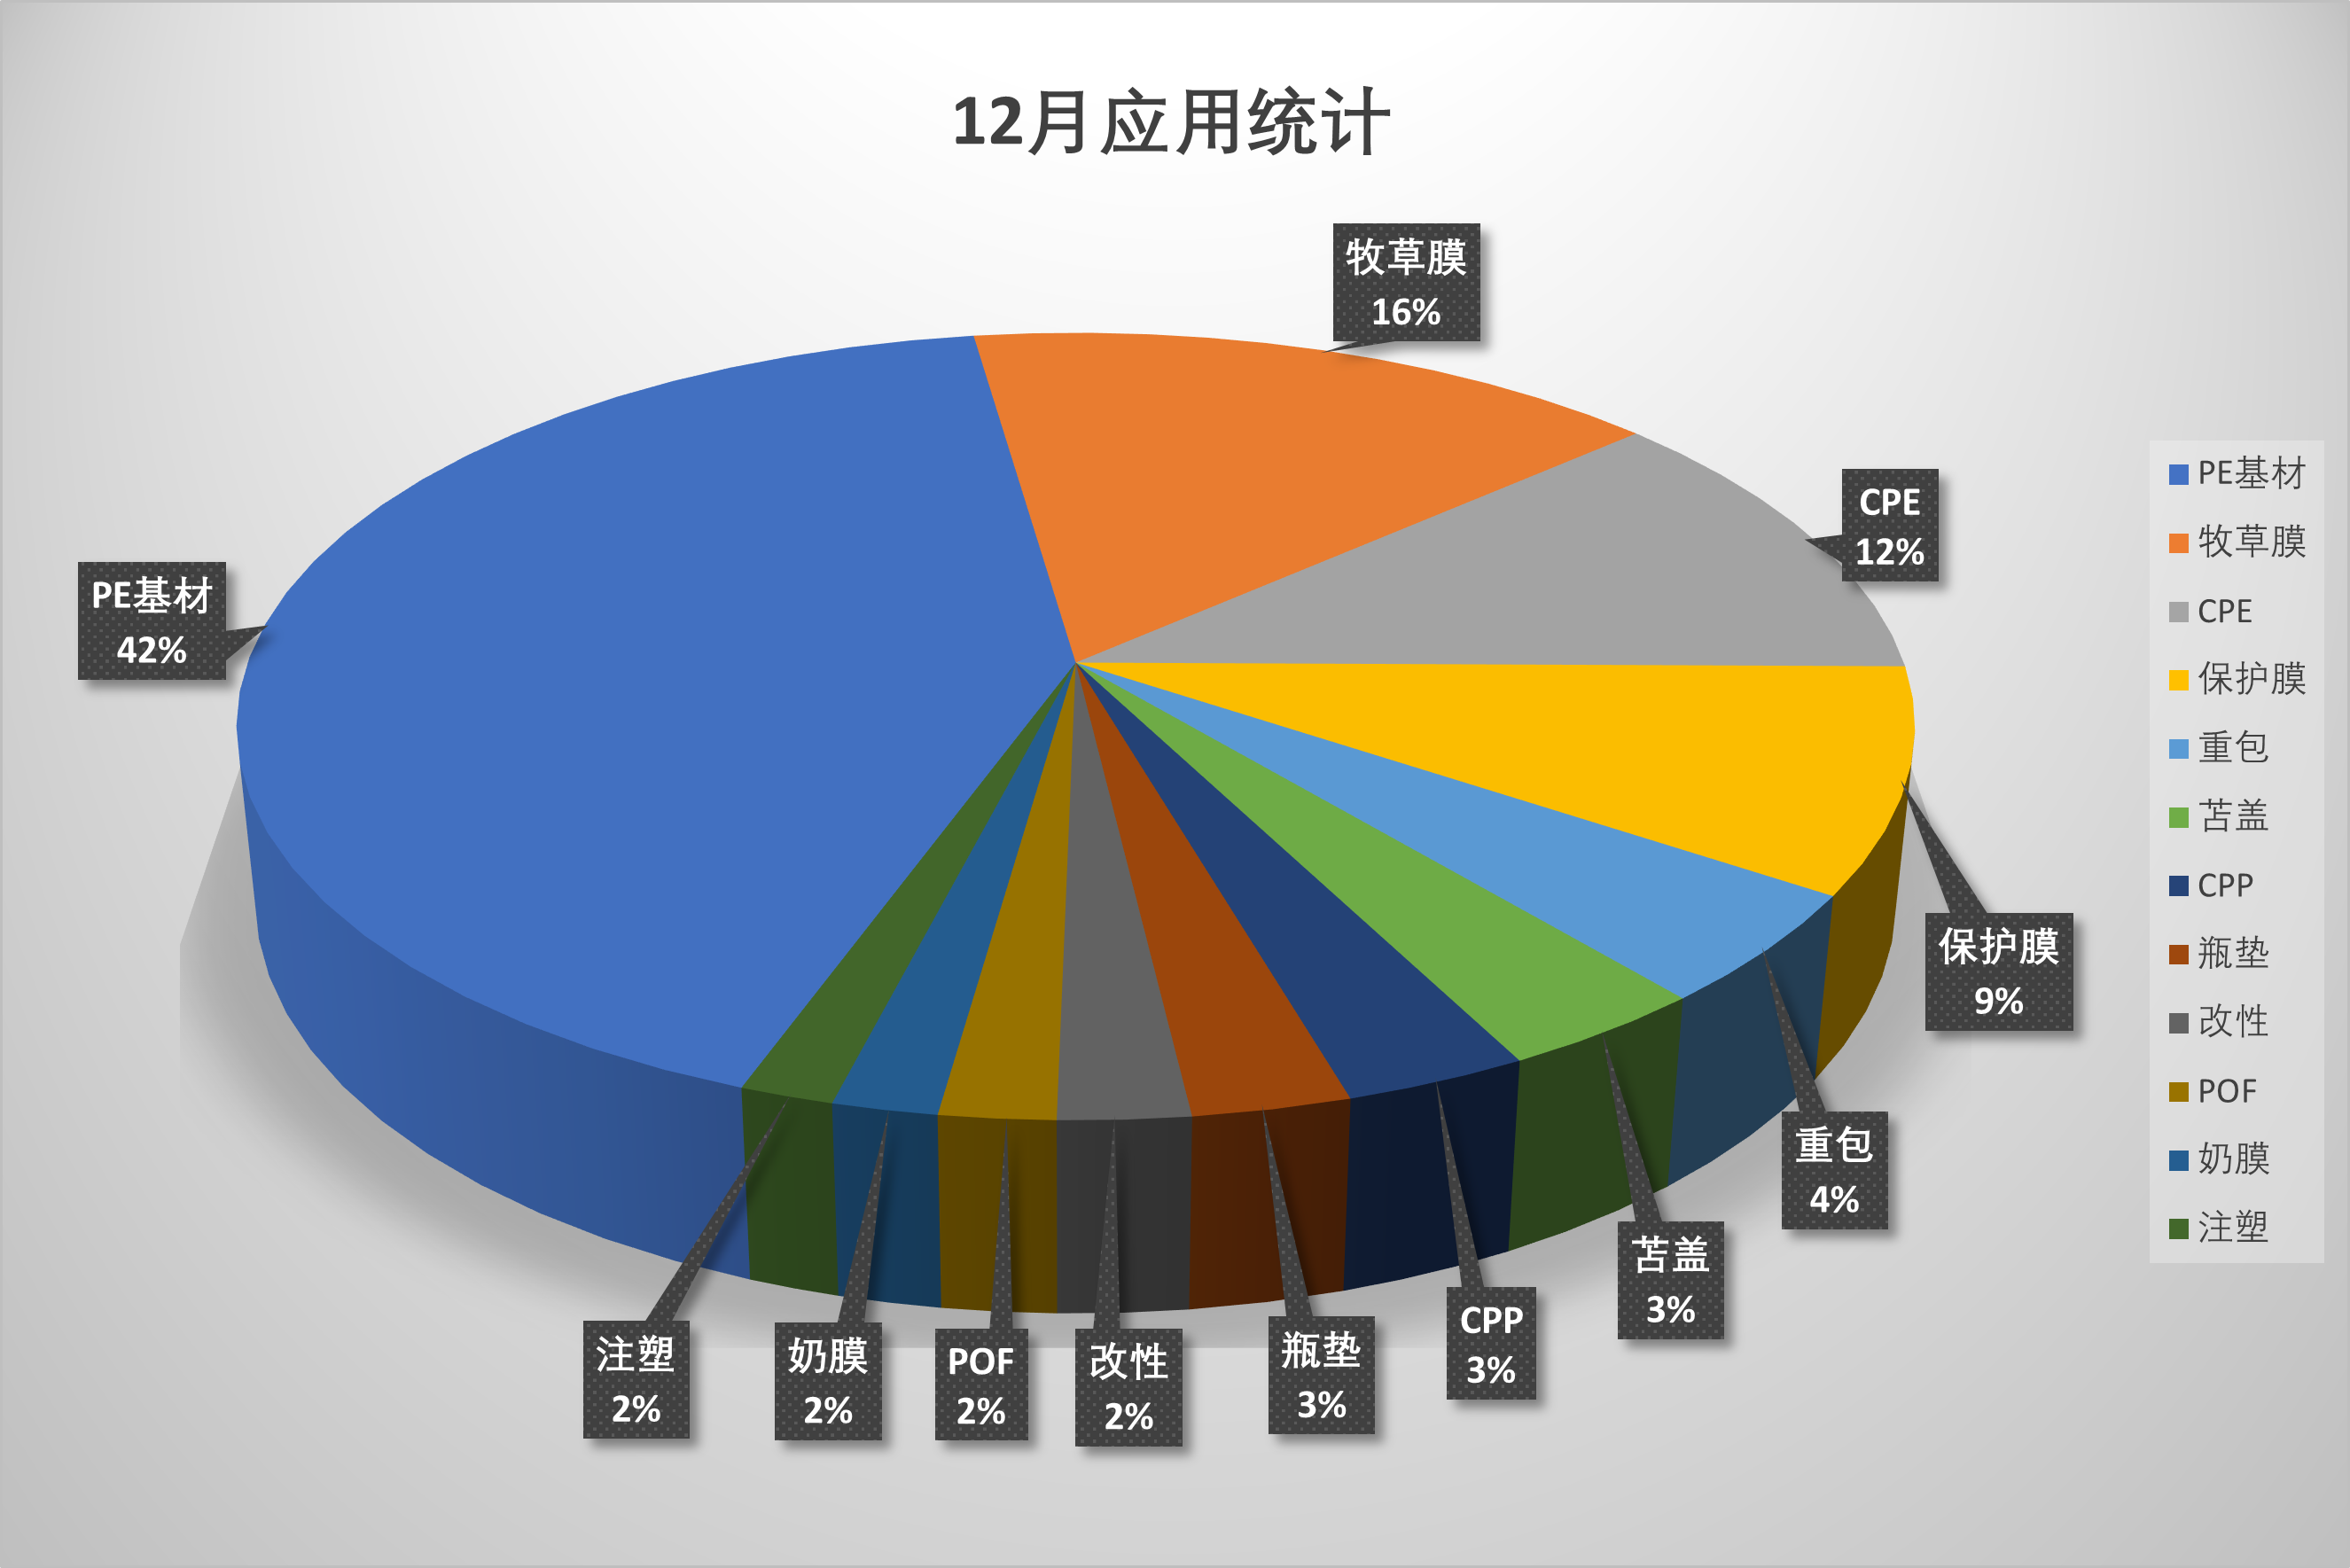 12月应用统计
牧草膜
16%
CPE
12%
PE基材
42%
保护膜
9%
重包
4%
苫盖
3%
CPP
3%
瓶垫
3%
改性
2%
POF
2%
奶膜
2%
注塑
2%
PE基材
牧草膜
CPE
保护膜
重包
苫盖
CPP
瓶垫
改性
POF
奶膜
注塑